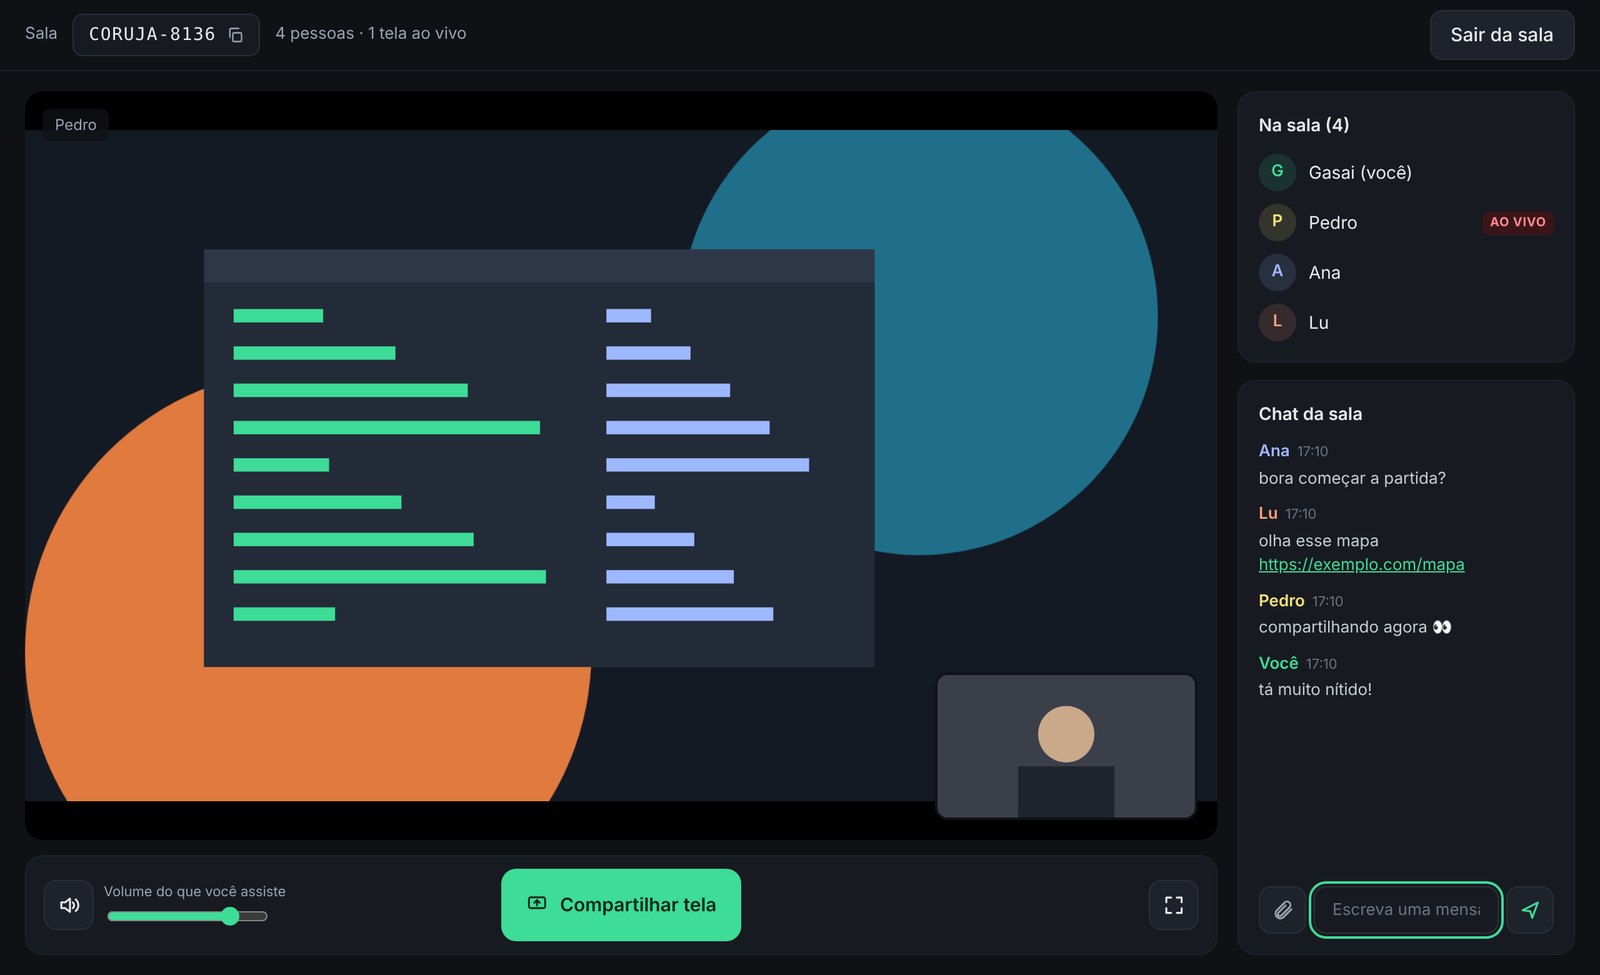 Sala
CORUJA-8136
4 pessoas · 1 tela ao vivo
Sair da sala
Pedro
Na sala (4)
G
Gasai (você)
P
Pedro
AO VIVO
A
Ana
L
Lu
Chat da sala
Ana 17:10
bora começar a partida?
Lu 17:10
olha esse mapa
https://exemplo.com/mapa
Pedro 17:10
compartilhando agora 👀
Você 17:10
tá muito nítido!
Volume do que você assiste
Compartilhar tela
Escreva uma mensa